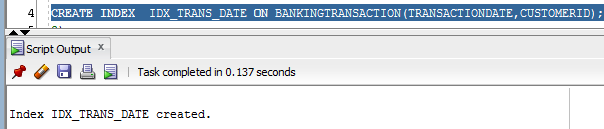 4 CREATE INDEX  IDX_TRANS_DATE ON BANKINGTRANSACTION(TRANSACTIONDATE,CUSTOMERID);
Script Output x
Task completed in 0.137 seconds
Index IDX_TRANS_DATE created.